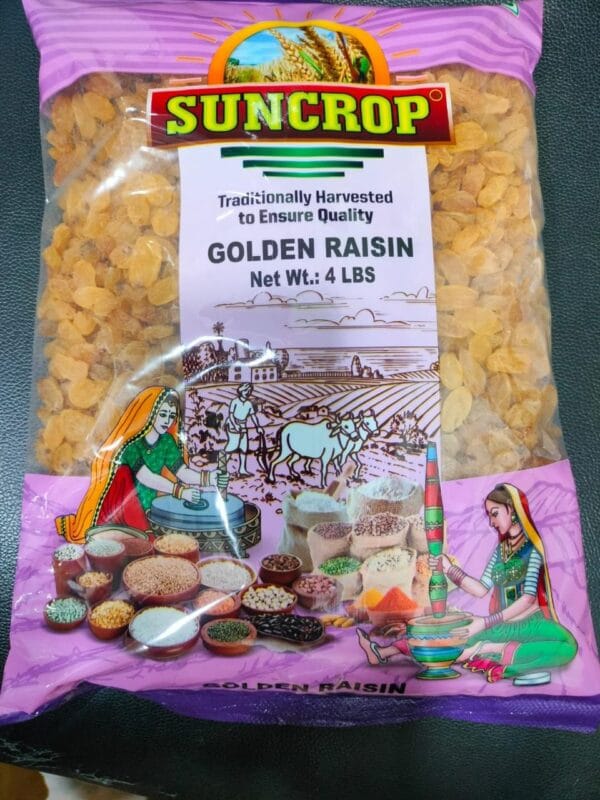 SUNCROP
Traditionally Harvested
to Ensure Quality
GOLDEN RAISIN
Net Wt.: 4 LBS
GOLDEN RAISIN